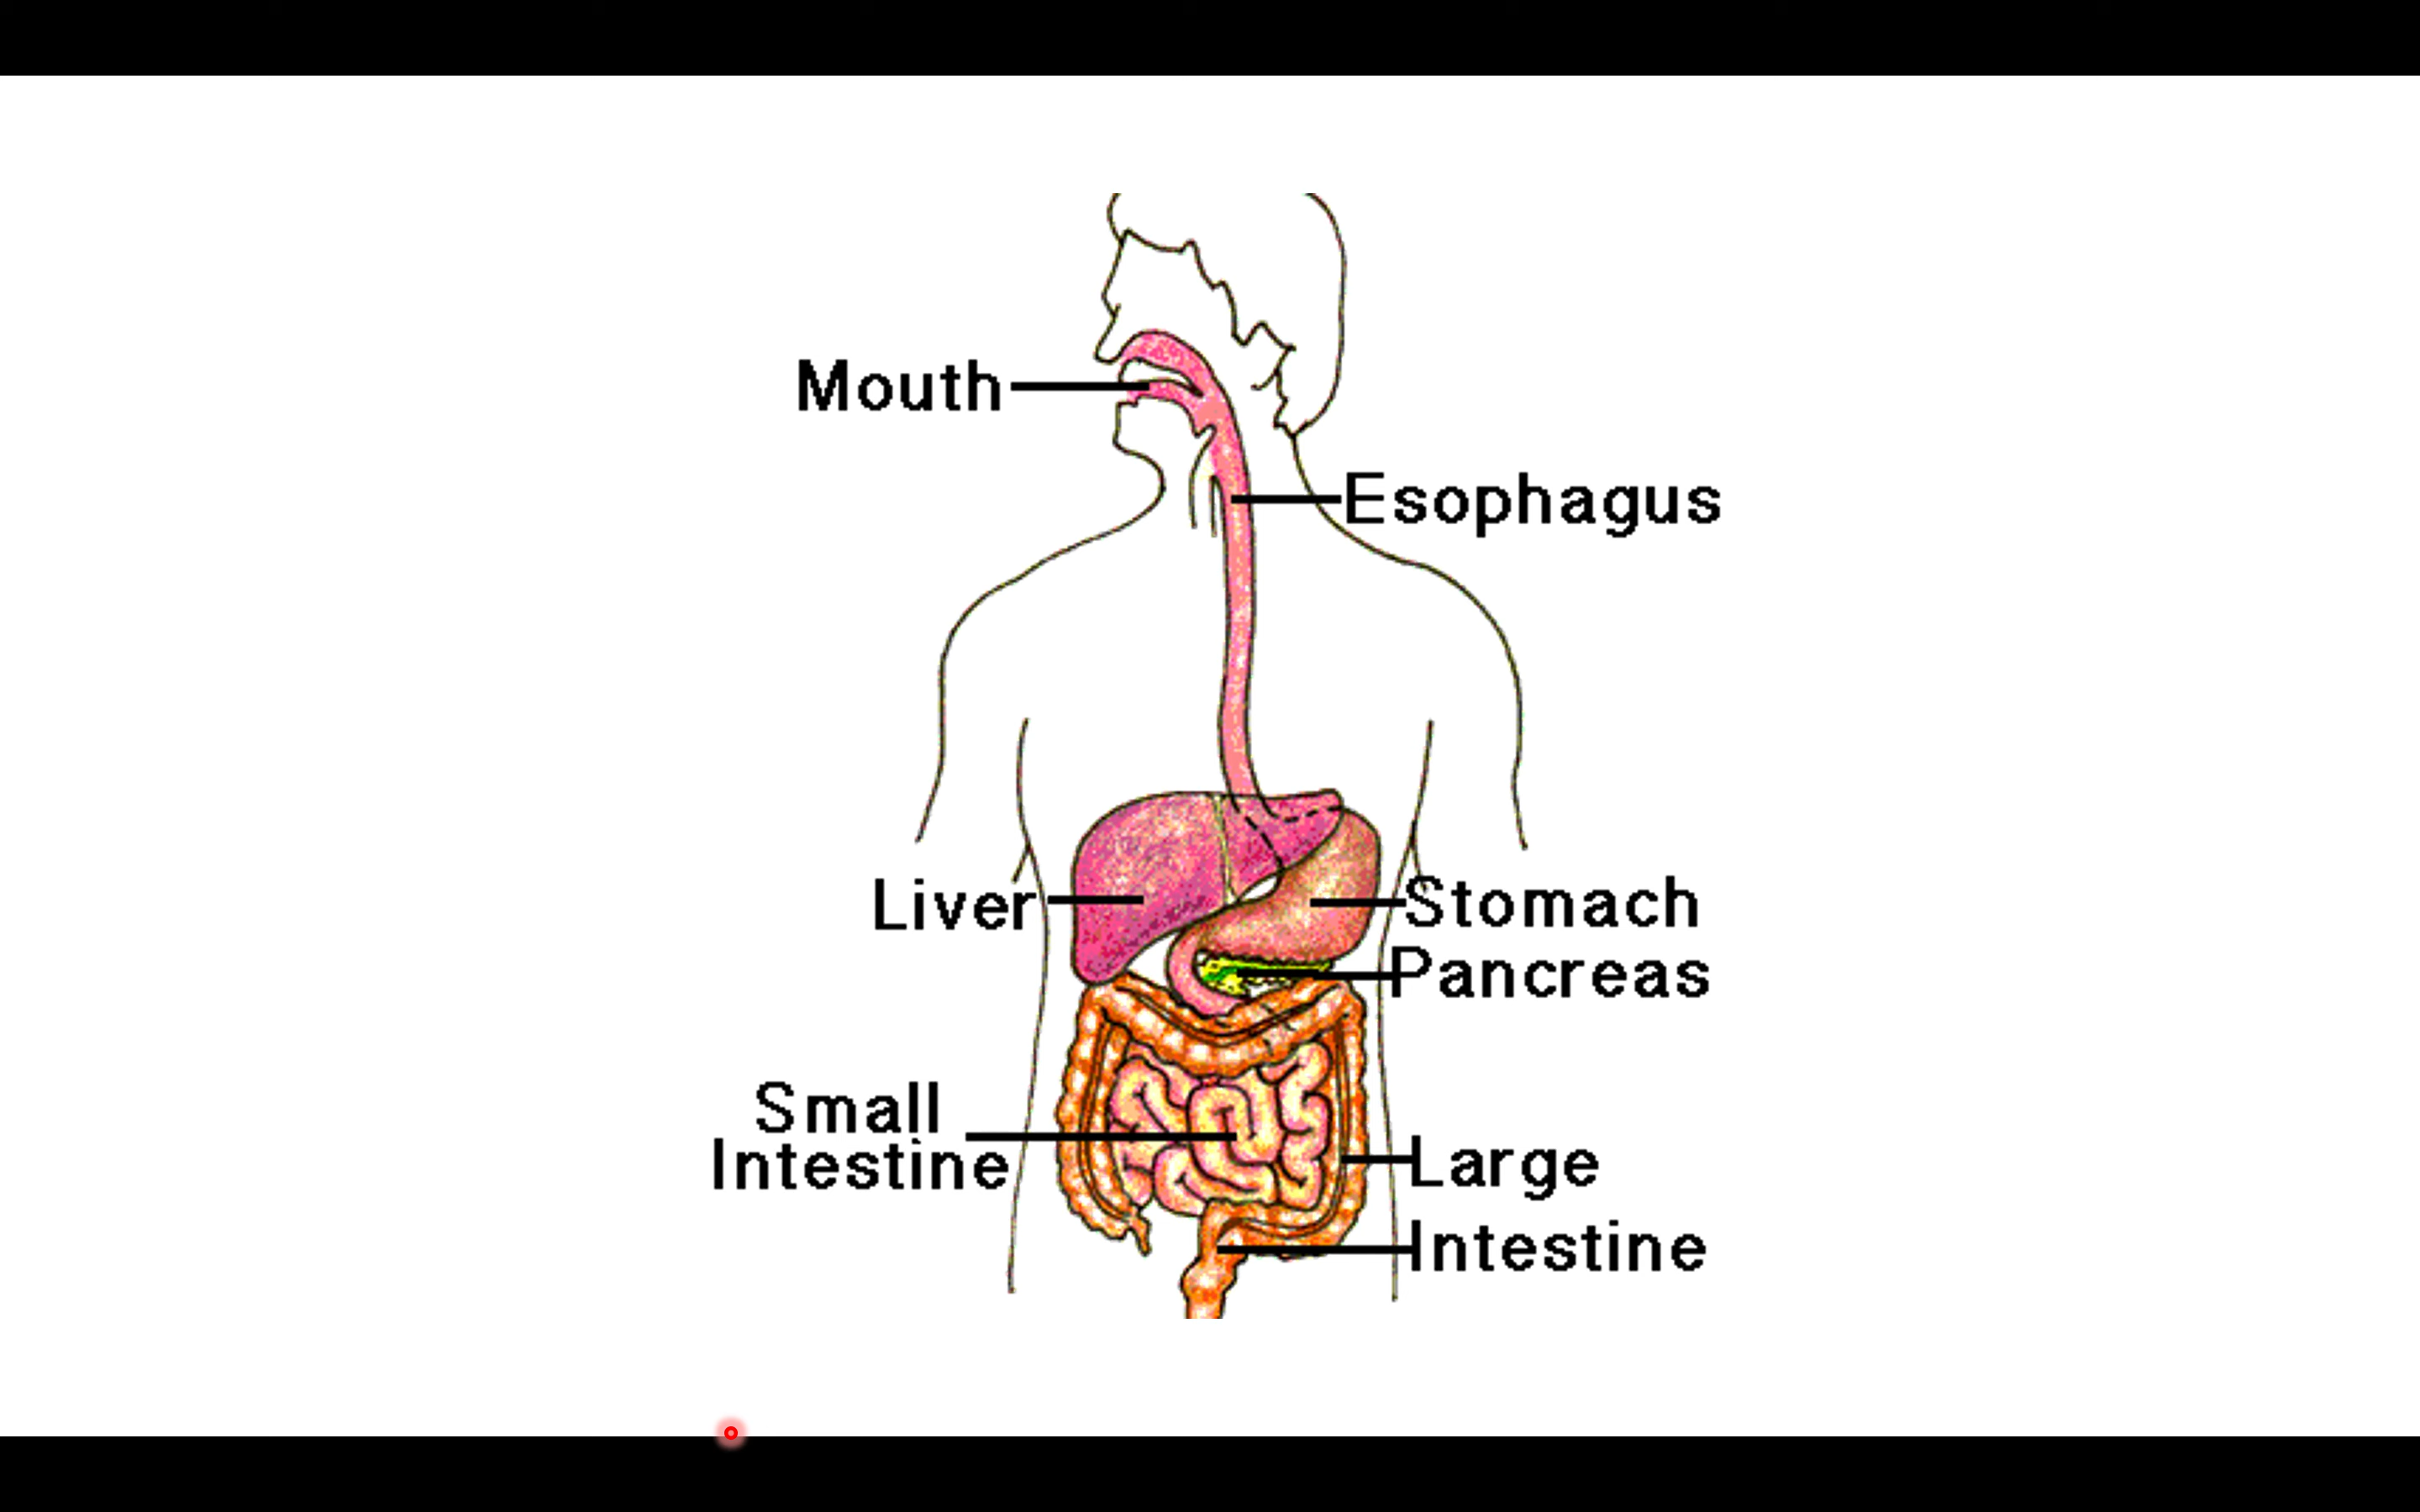 Mouth
Esophagus
Liver
Stomach
Pancreas
Small
Intestine
Large
Intestine